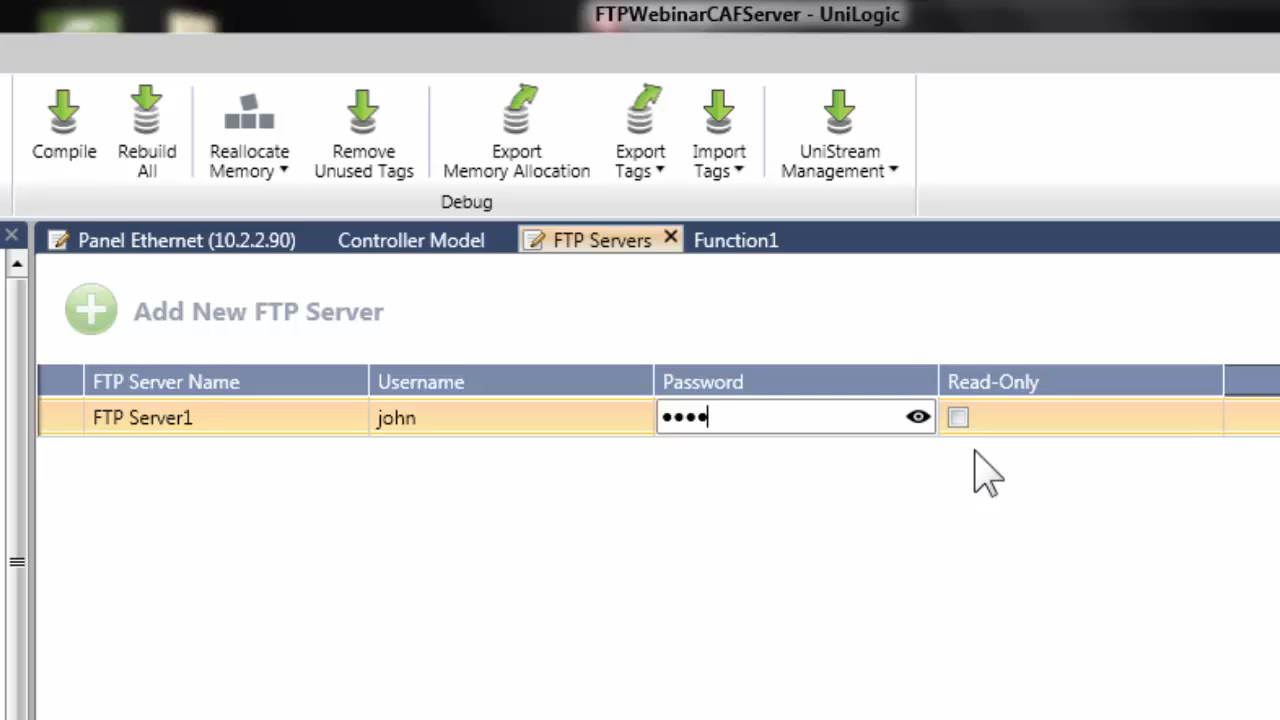 FTPWebinarCAFServer - UniLogic
Compile
Rebuild
All
Reallocate
Memory
Remove
Unused Tags
Export
Memory Allocation
Export
Tags
Import
Tags
UniStream
Management
Debug
Panel Ethernet (10.2.2.90) Controller Model FTP Servers Function1
Add New FTP Server
FTP Server Name Username Password Read-Only
FTP Server1 john ••••